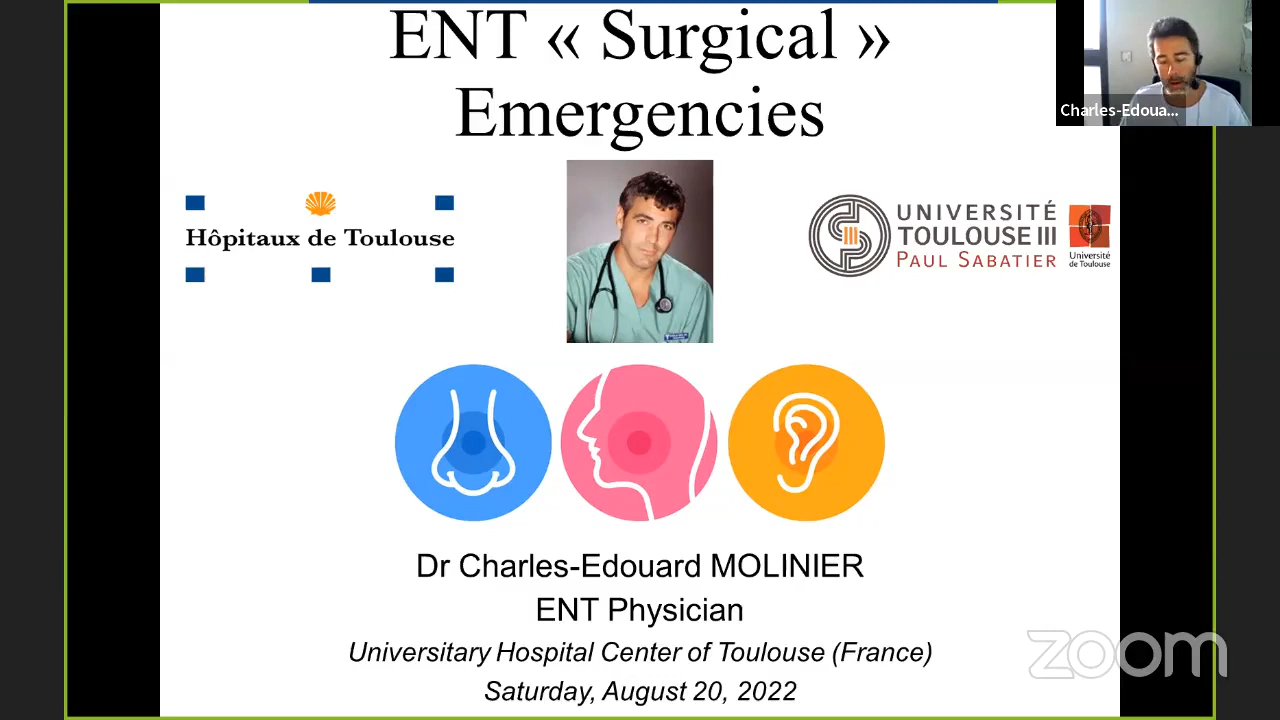 ENT « Surgical »
Emergencies
Charles-Edoua...
Hôpitaux de Toulouse
UNIVERSITÉ
TOULOUSE III
PAUL SABATIER
Université
de Toulouse
Dr Charles-Edouard MOLINIER
ENT Physician
Universitary Hospital Center of Toulouse (France)
Saturday, August 20, 2022
zoom